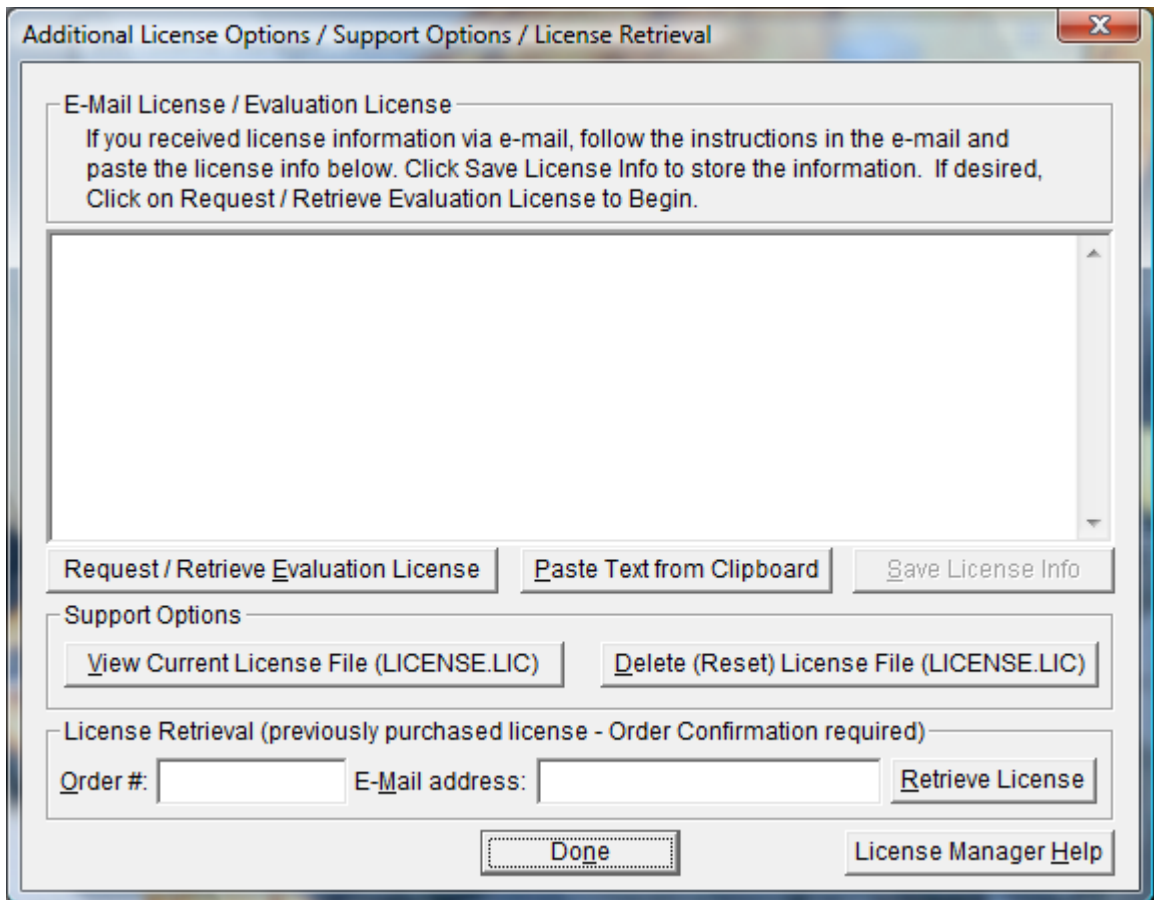 Additional License Options / Support Options / License Retrieval
X
E-Mail License / Evaluation License
If you received license information via e-mail, follow the instructions in the e-mail and
paste the license info below. Click Save License Info to store the information.  If desired,
Click on Request / Retrieve Evaluation License to Begin.
Request / Retrieve Evaluation License Paste Text from Clipboard Save License Info
Support Options
View Current License File (LICENSE.LIC) Delete (Reset) License File (LICENSE.LIC)
License Retrieval (previously purchased license - Order Confirmation required)
Order #: E-Mail address: Retrieve License
Done License Manager Help